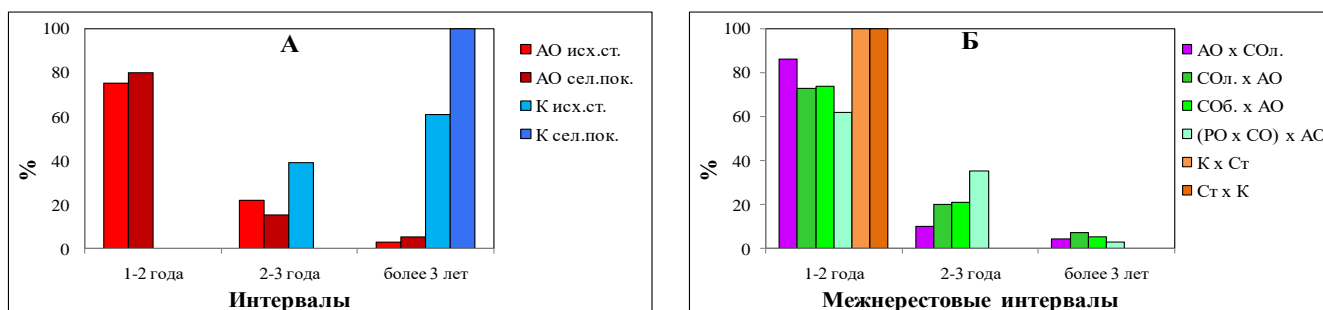 А
%
100
80
60
40
20
0
1-2 года
2-3 года
более 3 лет
Интервалы
АО исх.ст.
АО сел.пок.
К исх.ст.
К сел.пок.
Б
%
100
80
60
40
20
0
1-2 года
2-3 года
более 3 лет
Межнерестовые интервалы
АО х СОл.
СОл. х АО
СОб. х АО
(РО х СО) х АО
К х Ст
Ст х К